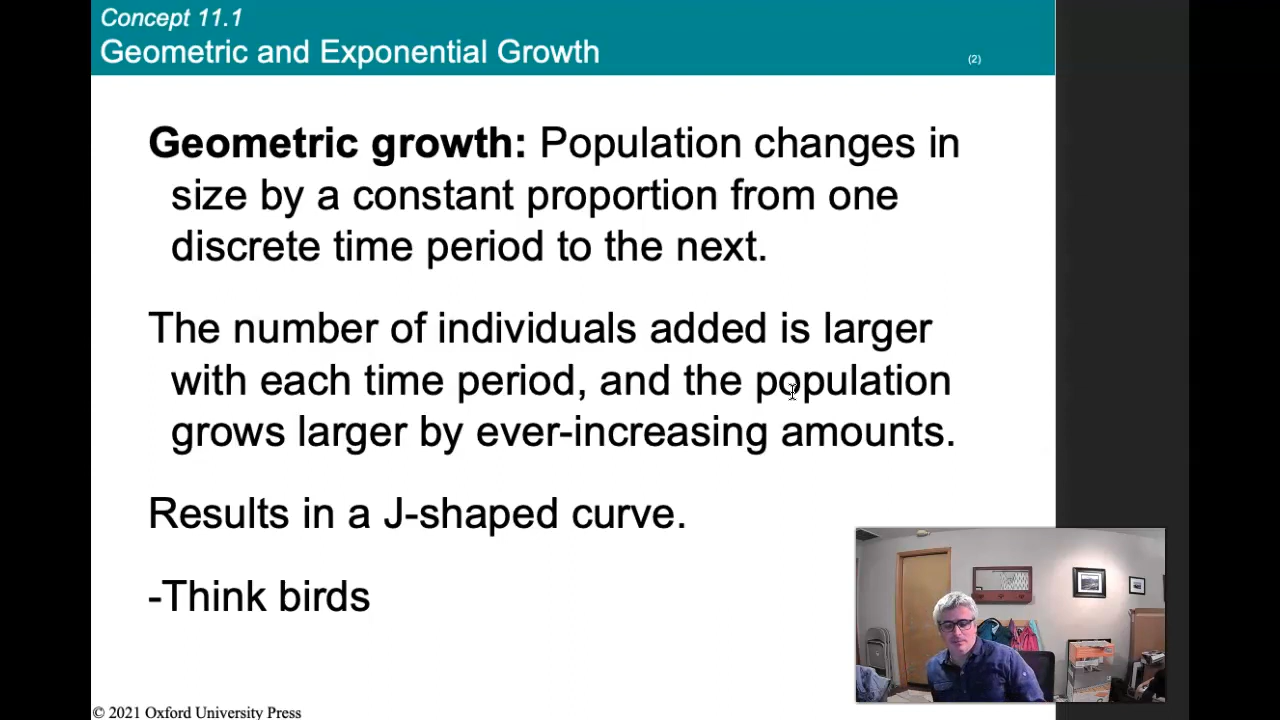 Concept 11.1
Geometric and Exponential Growth
(2)
Geometric growth: Population changes in
size by a constant proportion from one
discrete time period to the next.
The number of individuals added is larger
with each time period, and the population
grows larger by ever-increasing amounts.
Results in a J-shaped curve.
-Think birds
© 2021 Oxford University Press